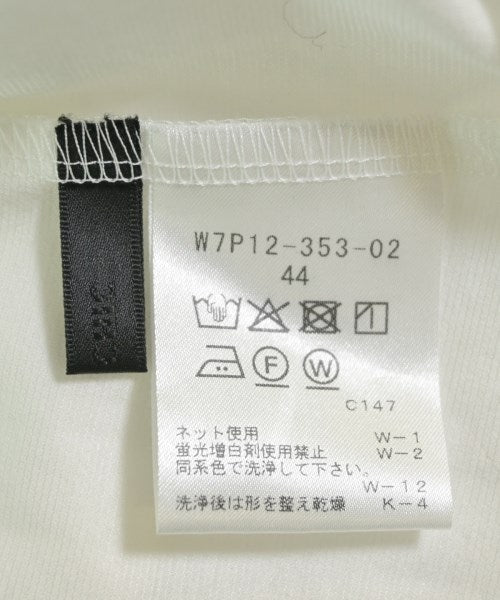 W7P12-353-02
44
F W
C147
ネット使用 W-1
蛍光増白剤使用禁止 W-2
同系色で洗浄して下さい。
W-12
洗浄後は形を整え乾燥 K-4